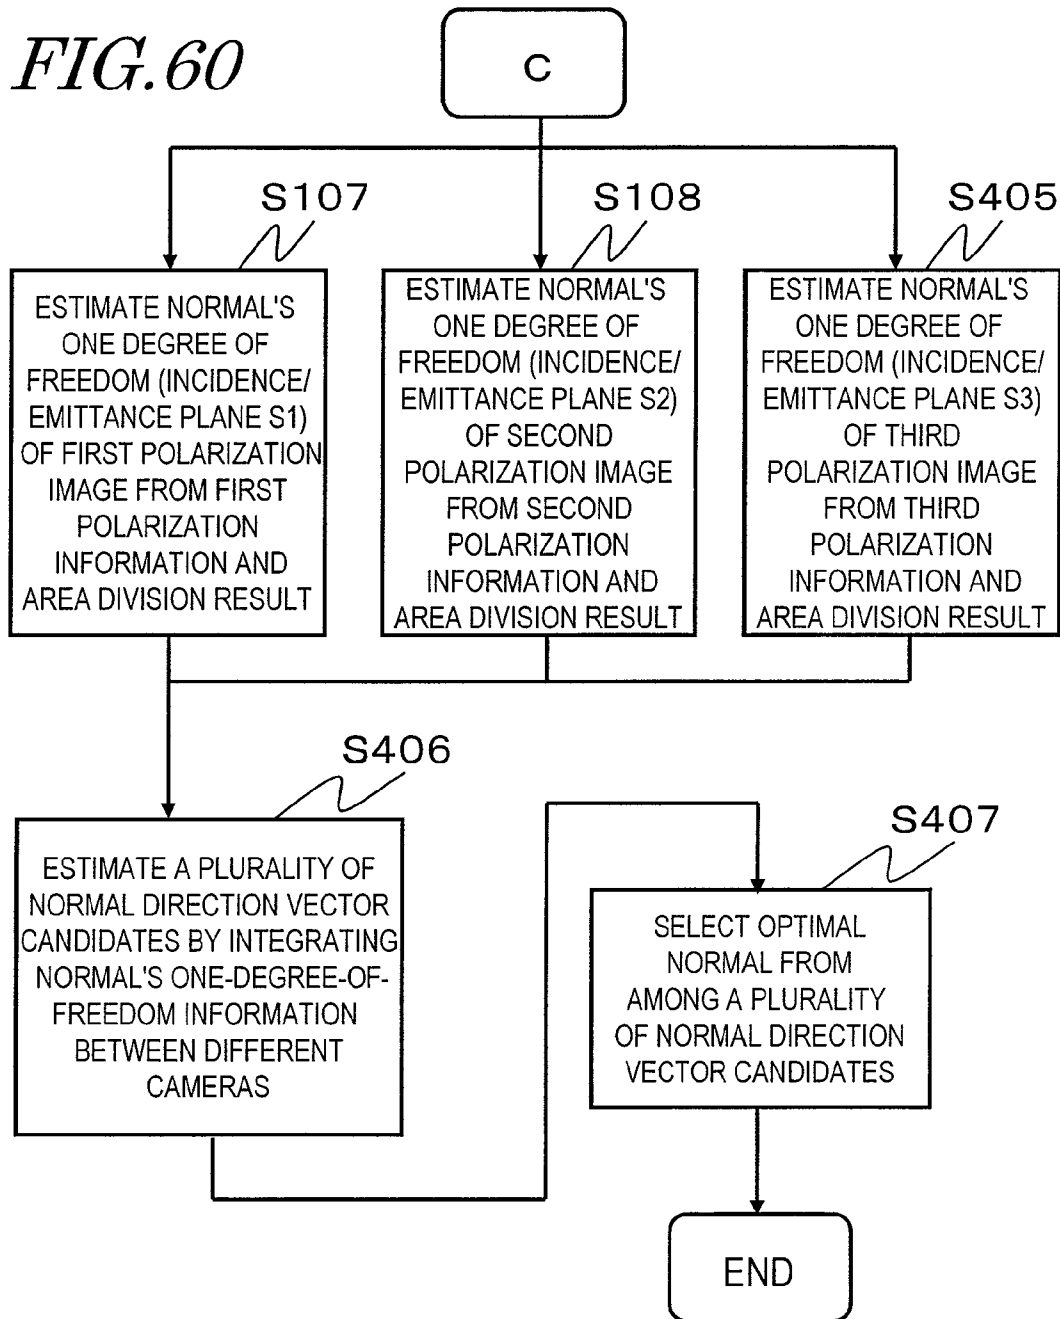 FIG.60
C
S107
ESTIMATE NORMAL'S
ONE DEGREE OF
FREEDOM (INCIDENCE/
EMITTANCE PLANE S1)
OF FIRST POLARIZATION
IMAGE FROM FIRST
POLARIZATION
INFORMATION AND
AREA DIVISION RESULT
S108
ESTIMATE NORMAL'S
ONE DEGREE OF
FREEDOM (INCIDENCE/
EMITTANCE PLANE S2)
OF SECOND
POLARIZATION IMAGE
FROM SECOND
POLARIZATION
INFORMATION AND
AREA DIVISION RESULT
S405
ESTIMATE NORMAL'S
ONE DEGREE OF
FREEDOM (INCIDENCE/
EMITTANCE PLANE S3)
OF THIRD
POLARIZATION IMAGE
FROM THIRD
POLARIZATION
INFORMATION AND
AREA DIVISION RESULT
S406
ESTIMATE A PLURALITY OF
NORMAL DIRECTION VECTOR
CANDIDATES BY INTEGRATING
NORMAL'S ONE-DEGREE-OF-
FREEDOM INFORMATION
BETWEEN DIFFERENT
CAMERAS
S407
SELECT OPTIMAL
NORMAL FROM
AMONG A PLURALITY
OF NORMAL DIRECTION
VECTOR CANDIDATES
END